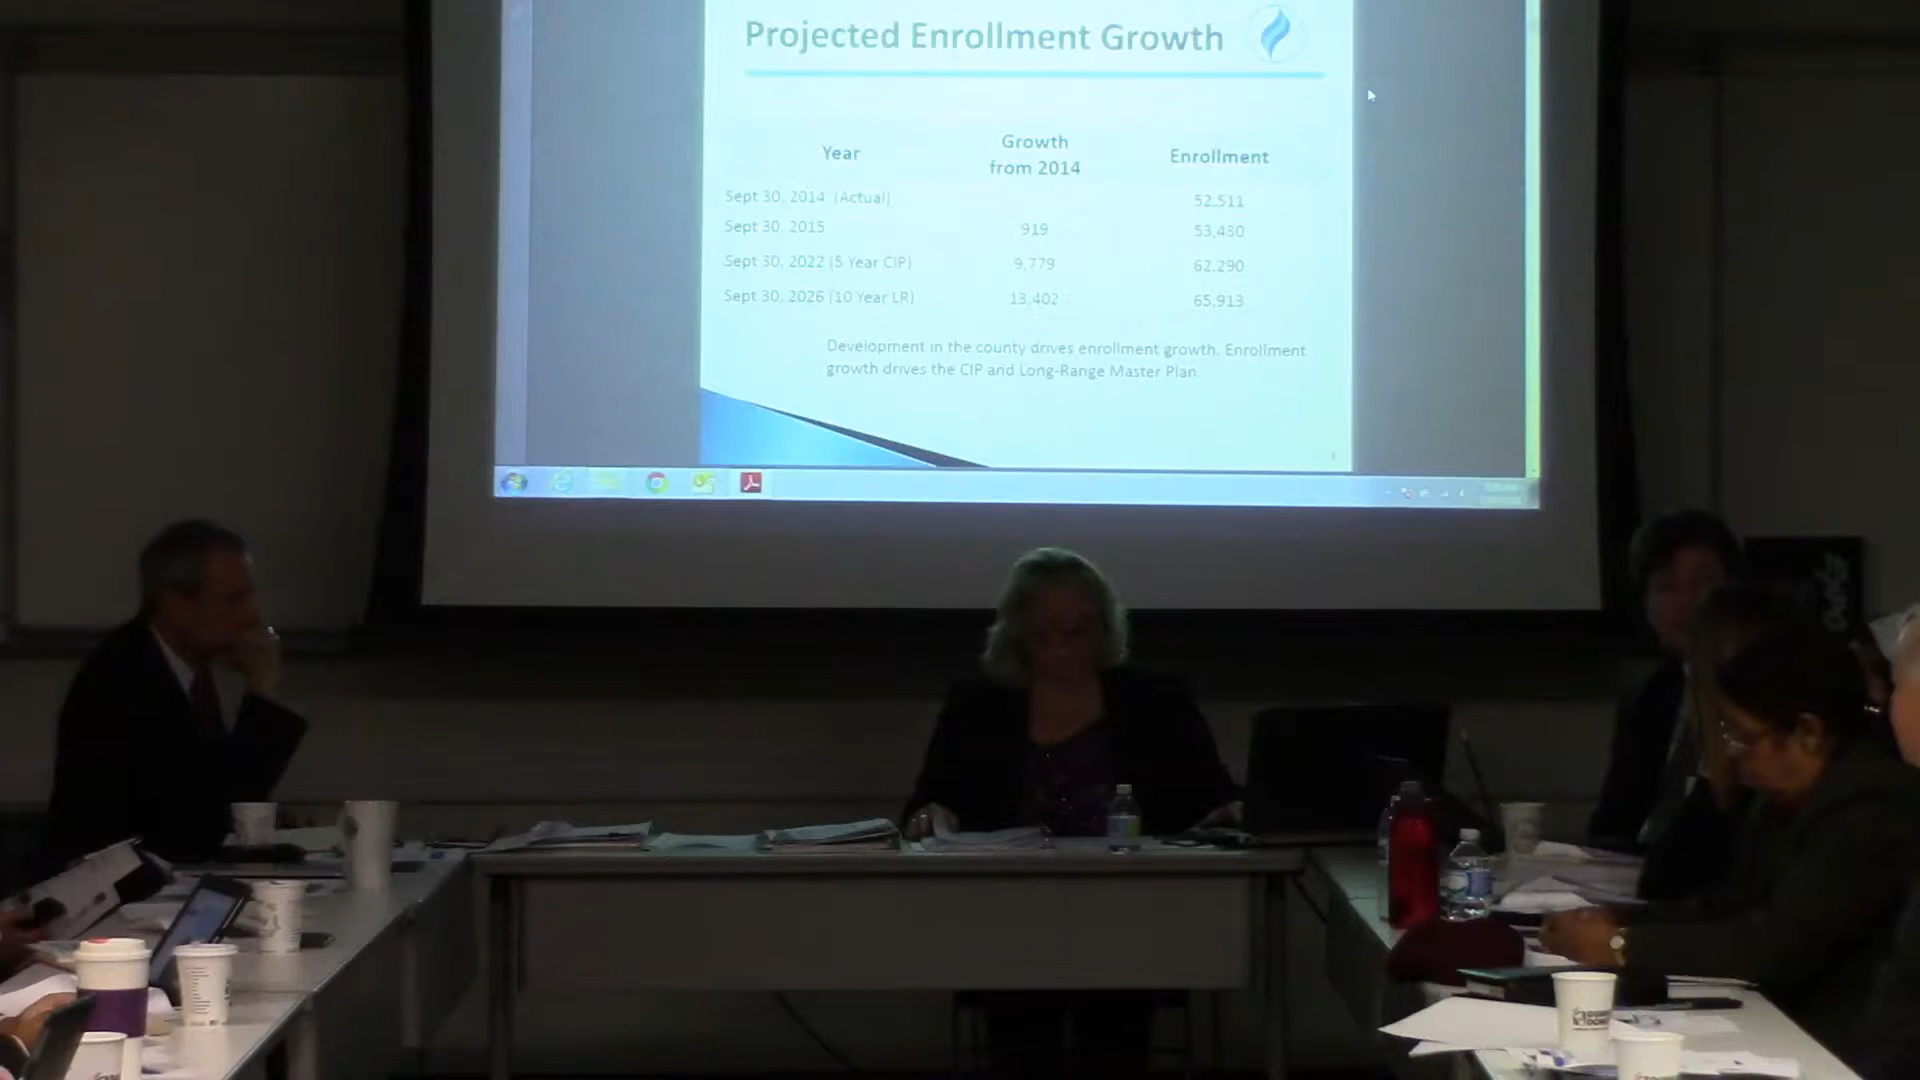 Projected Enrollment Growth
Year
Growth
from 2014
Enrollment
Sept 30, 2014 (Actual)
52,511
Sept 30, 2015
919
53,430
Sept 30, 2022 (5 Year CIP)
9,779
62,290
Sept 30, 2026 (10 Year LR)
13,402
65,913
Development in the county drives enrollment growth. Enrollment
growth drives the CIP and Long-Range Master Plan.